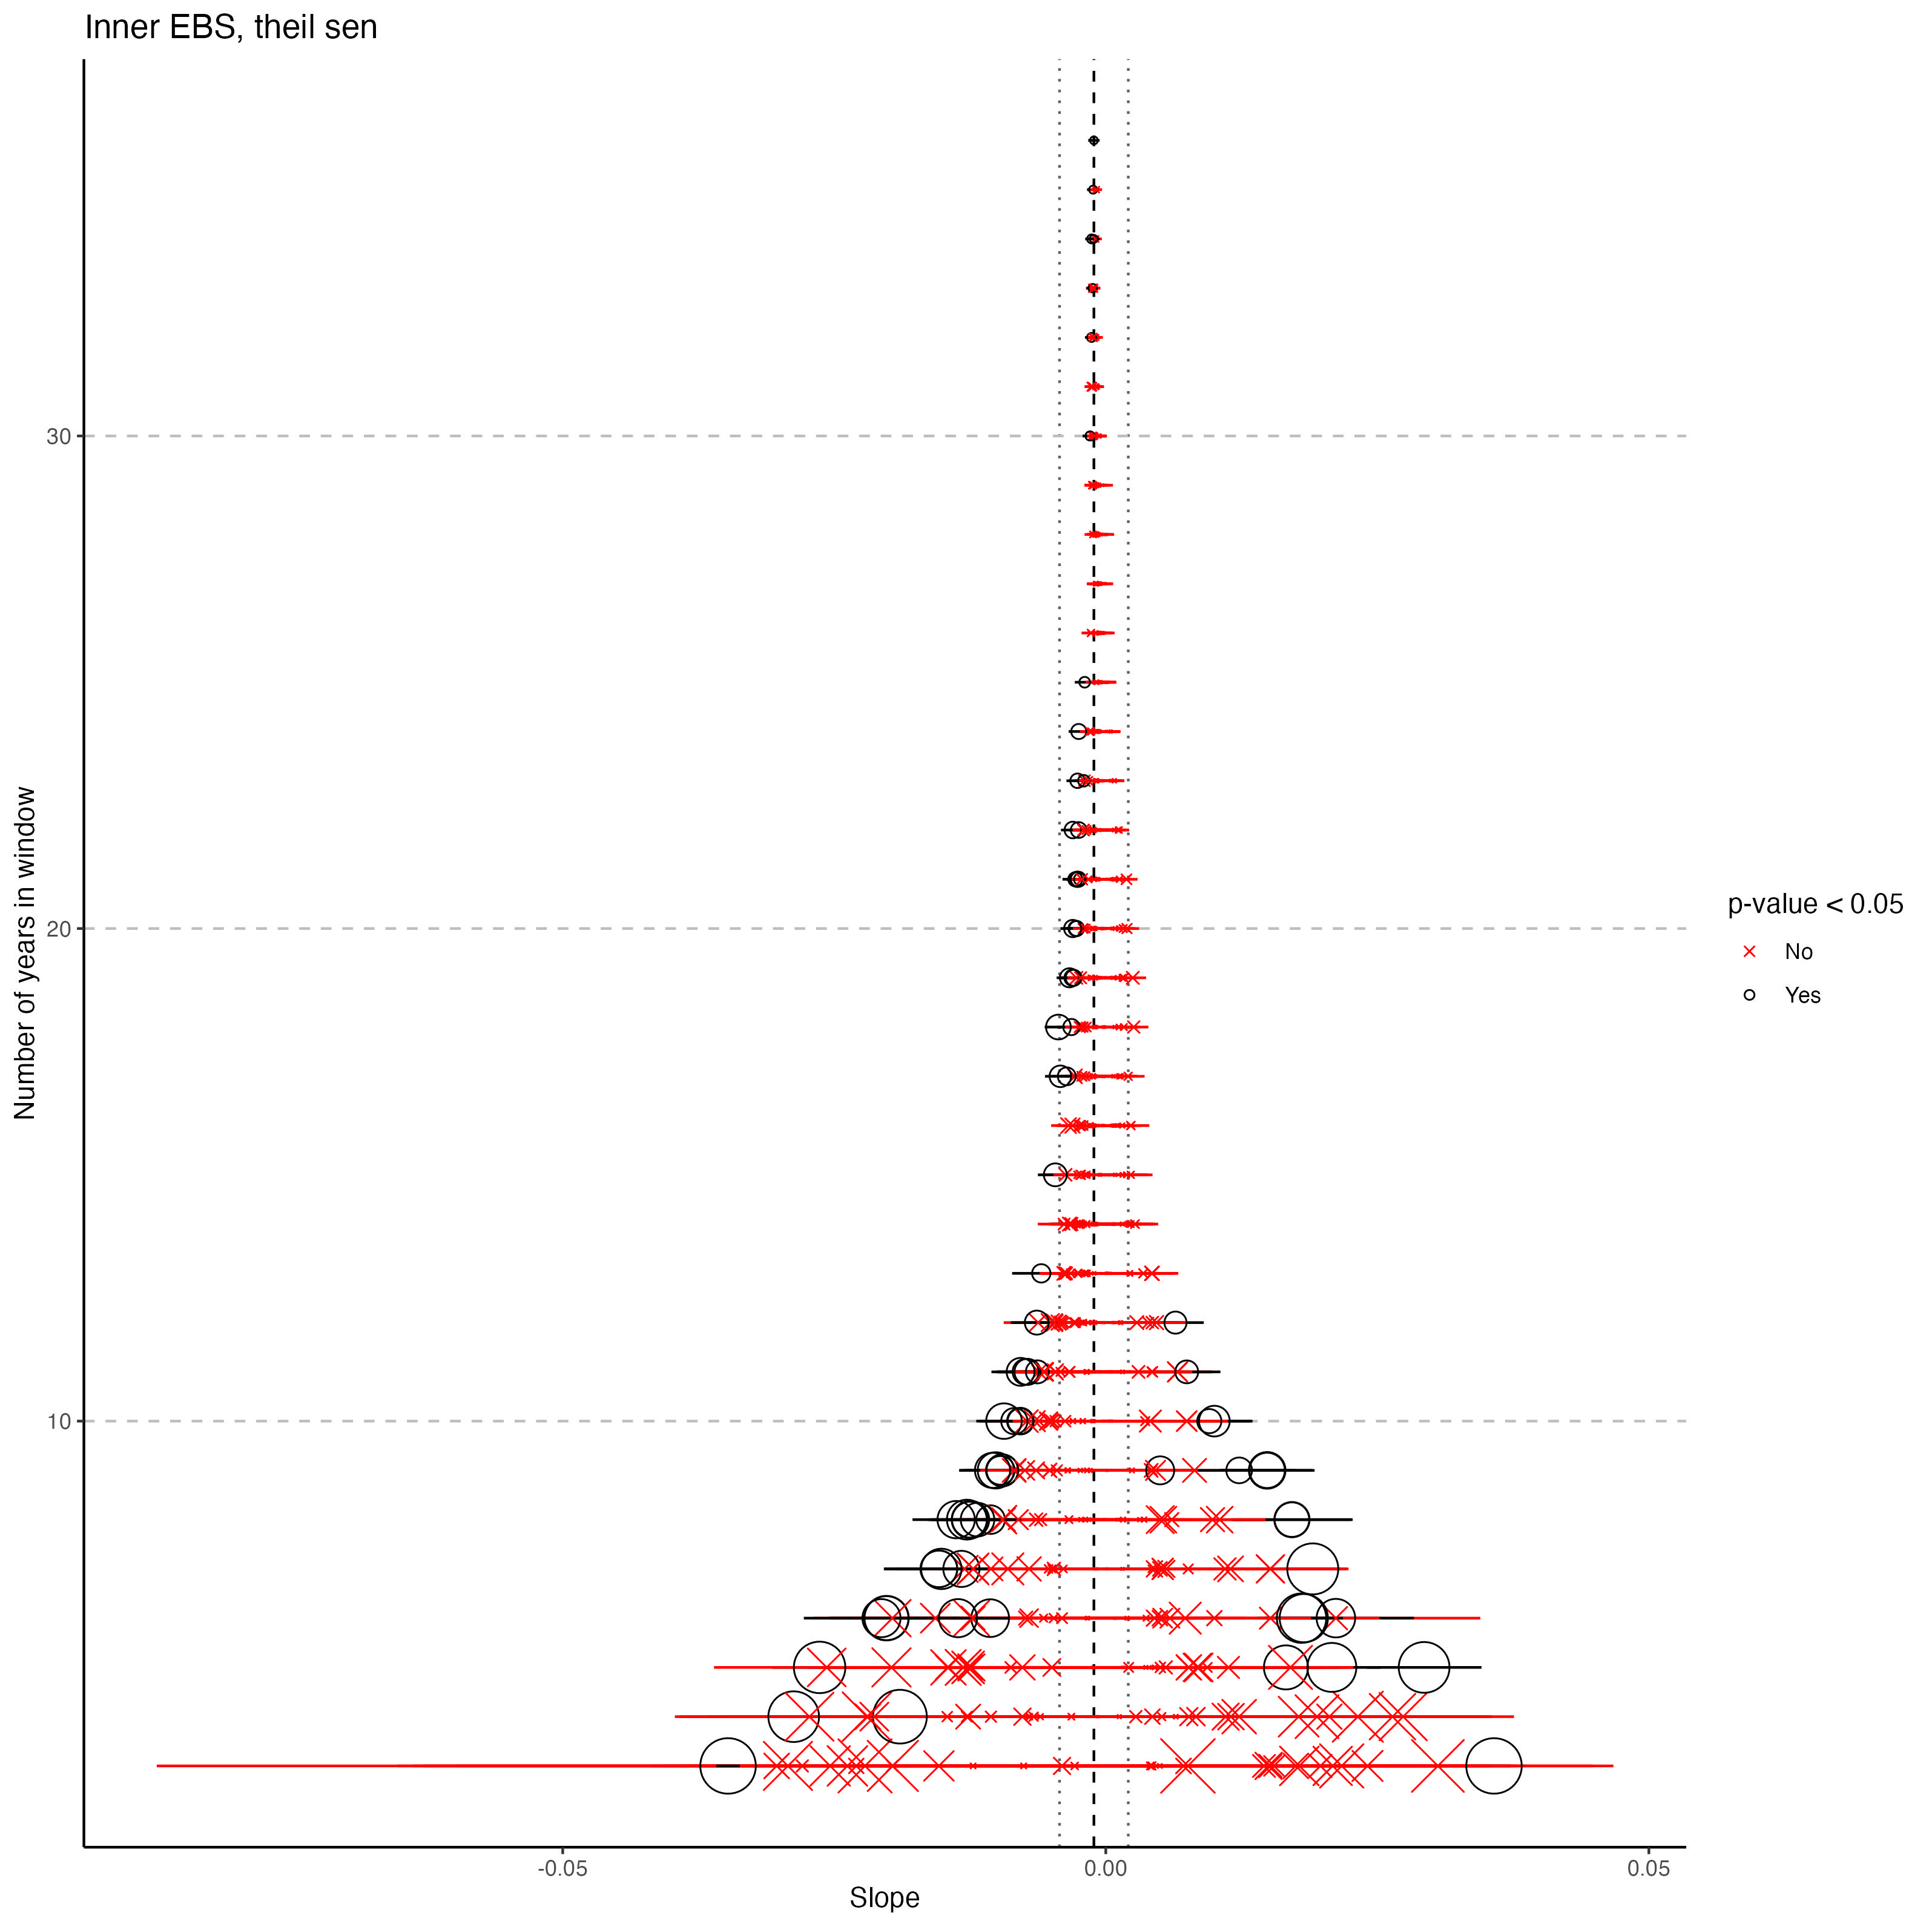 Inner EBS, theil sen
Number of years in window
30
20
10
-0.05
0.00
0.05
Slope
p-value < 0.05
No
Yes